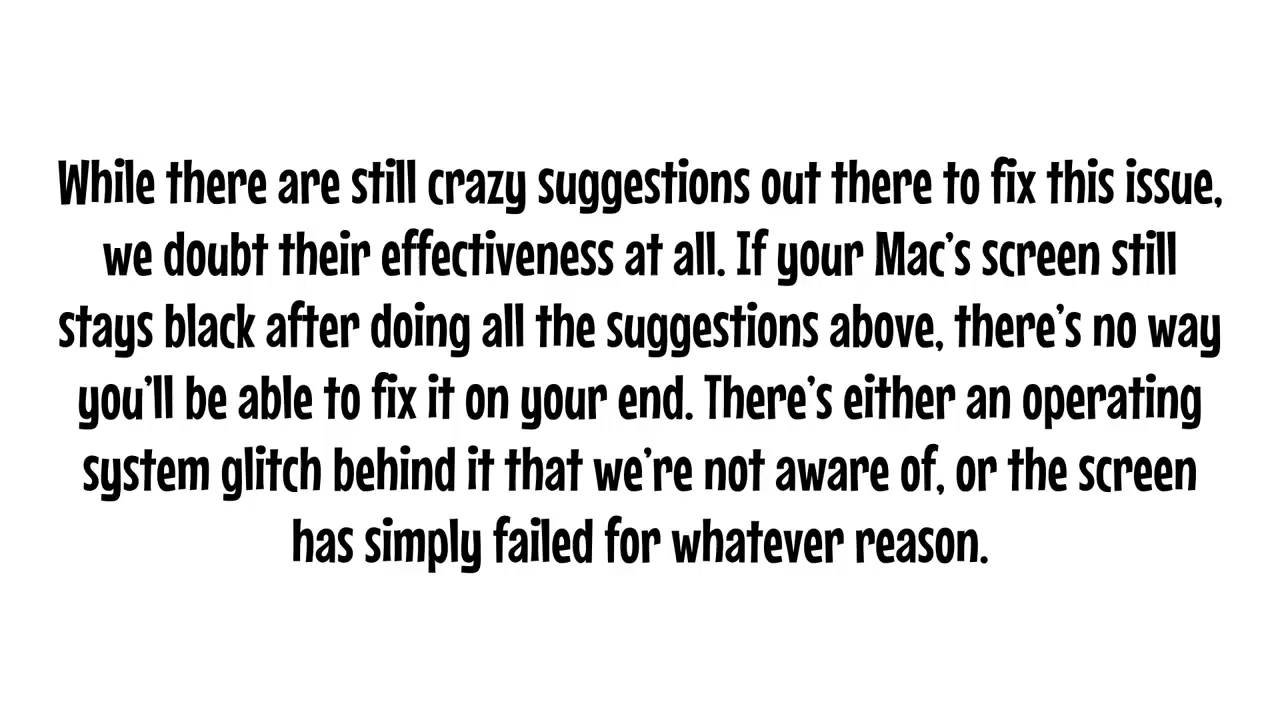 While there are still crazy suggestions out there to fix this issue,
we doubt their effectiveness at all. If your Mac's screen still
stays black after doing all the suggestions above, there's no way
you'll be able to fix it on your end. There's either an operating
system glitch behind it that we're not aware of, or the screen
has simply failed for whatever reason.